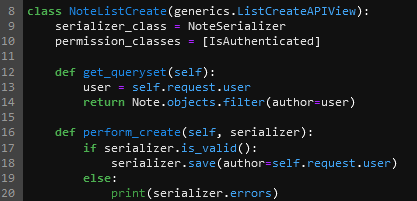 8 class NoteListCreate(generics.ListCreateAPIView):
9     serializer_class = NoteSerializer
10     permission_classes = [IsAuthenticated]
11
12     def get_queryset(self):
13         user = self.request.user
14         return Note.objects.filter(author=user)
15
16     def perform_create(self, serializer):
17         if serializer.is_valid():
18             serializer.save(author=self.request.user)
19         else:
20             print(serializer.errors)